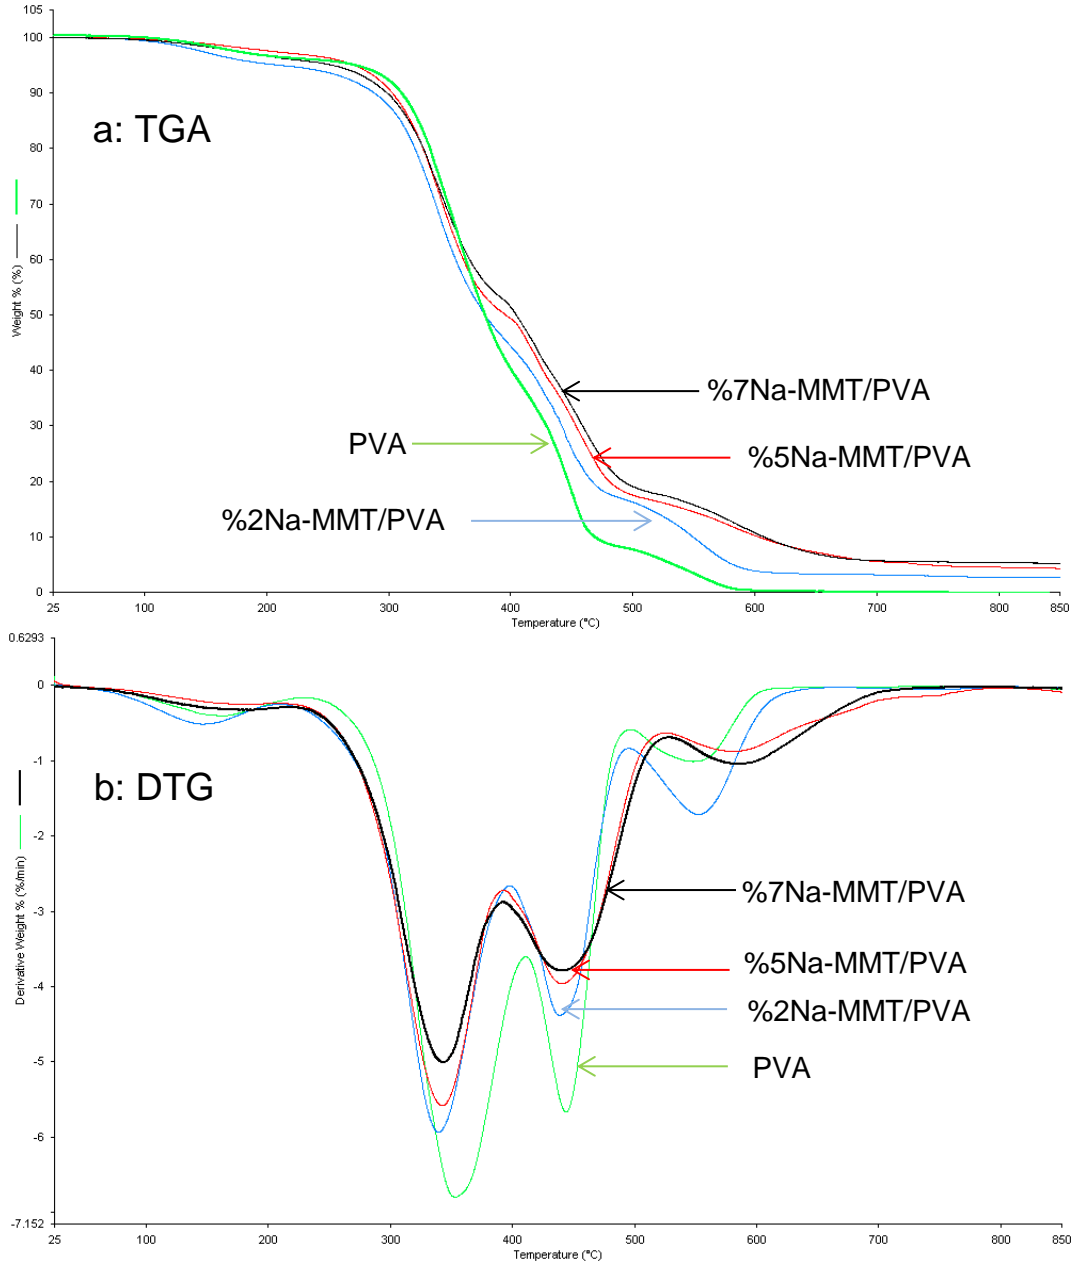 105
100
90
80
70
60
50
40
30
20
10
0
Weight % (%)
a: TGA
%7Na-MMT/PVA
PVA
%5Na-MMT/PVA
%2Na-MMT/PVA
25 100 200 300 400 500 600 700 800 850
Temperature (°C)
0.6293
0
-1
-2
-3
-4
-5
-6
-7.152
Derivative Weight % (%/min)
b: DTG
%7Na-MMT/PVA
%5Na-MMT/PVA
%2Na-MMT/PVA
PVA
25 100 200 300 400 500 600 700 800 850
Temperature (°C)